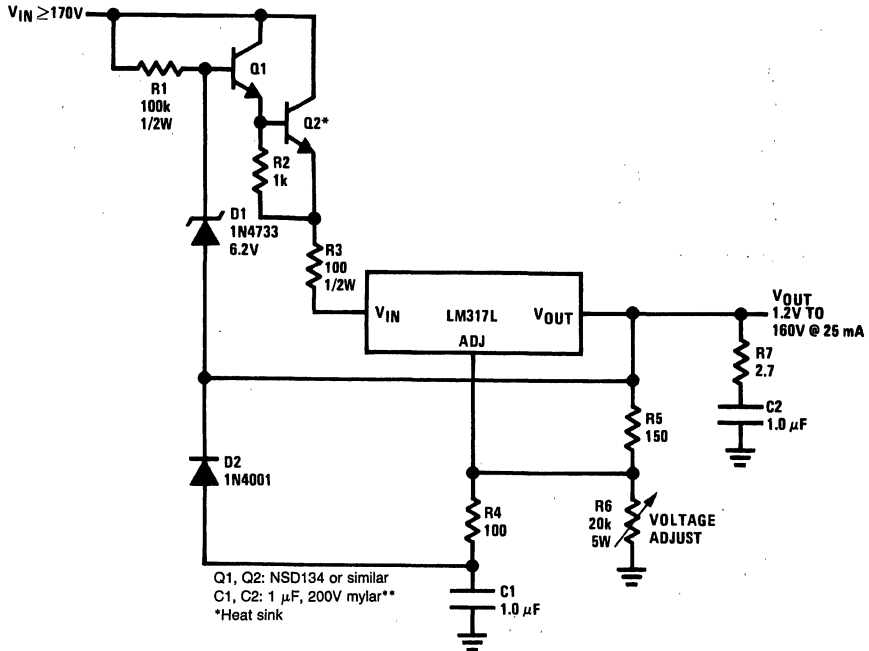 VIN ≥170V
R1
100k
1/2W
Q1
Q2*
R2
1k
D1
1N4733
6.2V
R3
100
1/2W
VIN
LM317L
VOUT
ADJ
VOUT
1.2V TO
160V @ 25 mA
R7
2.7
C2
1.0 μF
R5
150
D2
1N4001
R4
100
R6
20k
5W
VOLTAGE
ADJUST
C1
1.0 μF
Q1, Q2: NSD134 or similar
C1, C2: 1 μF, 200V mylar**
*Heat sink